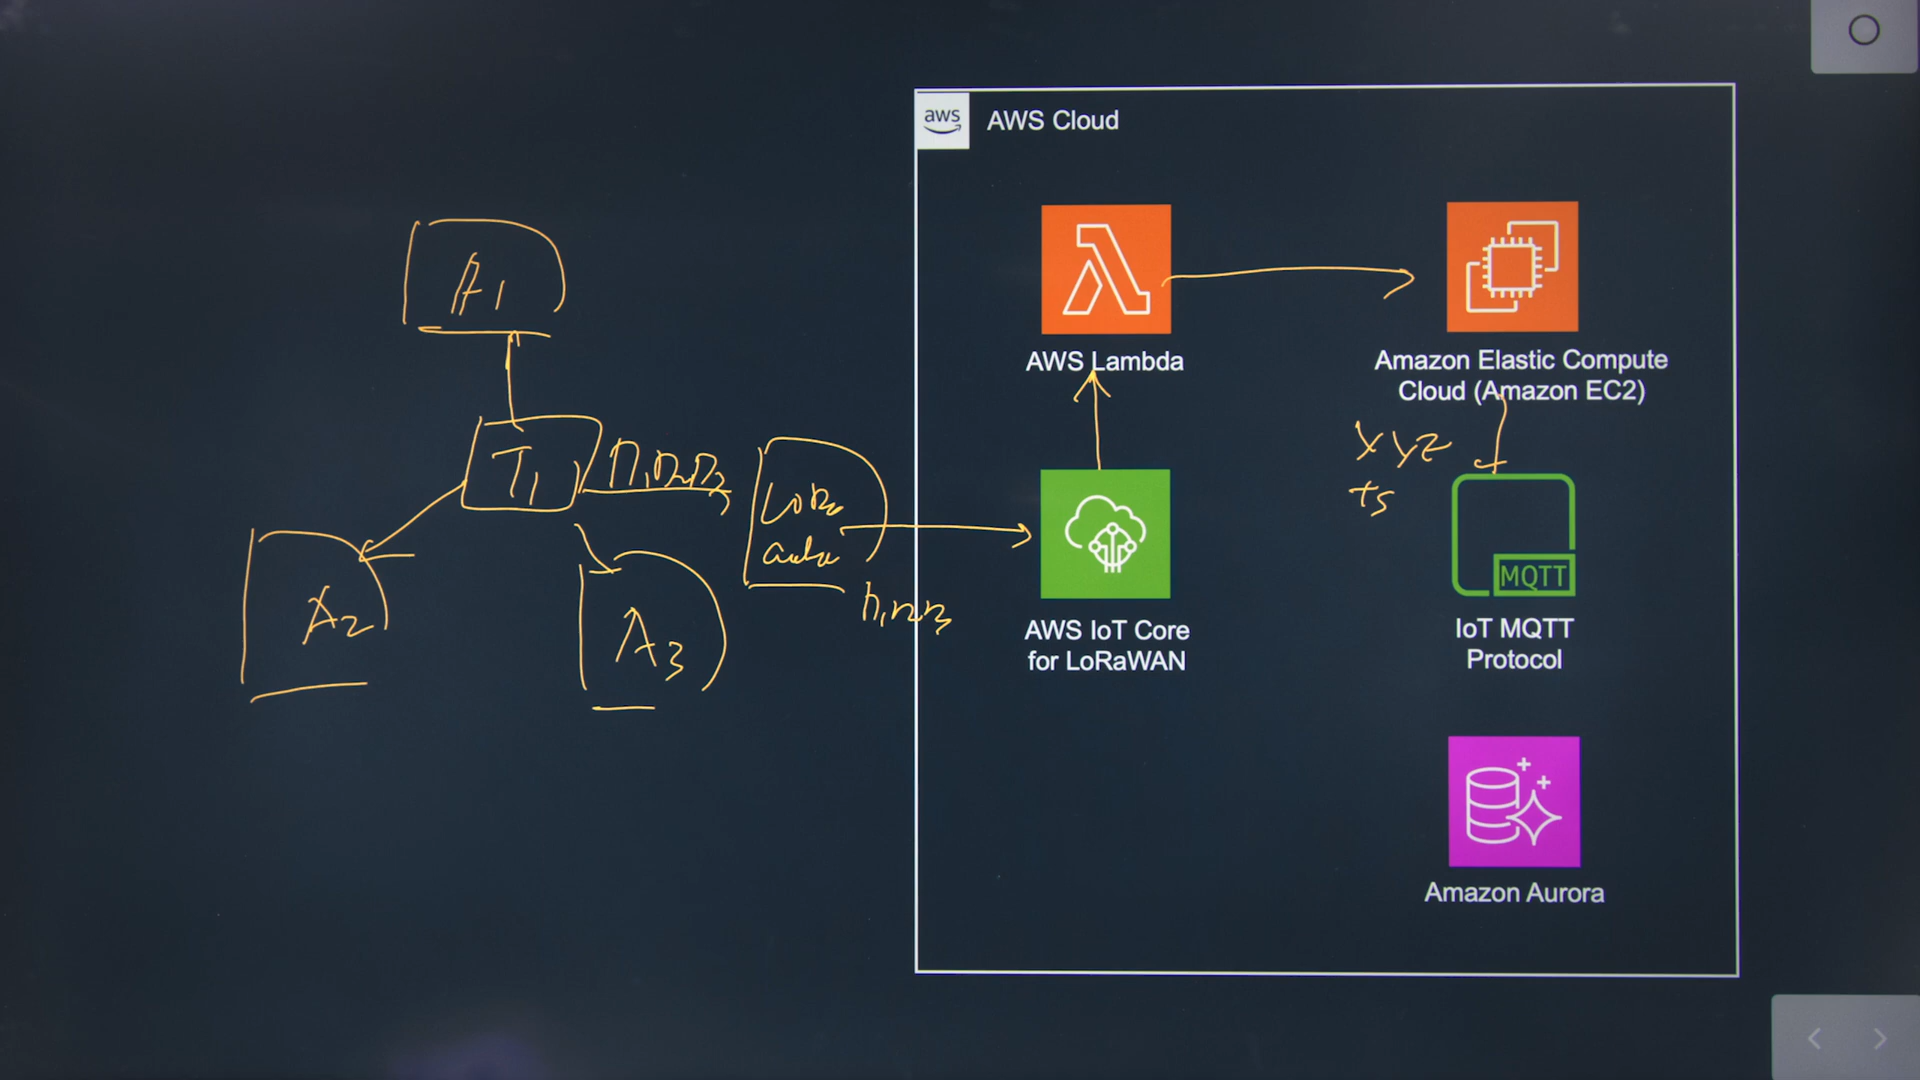 aws
AWS Cloud
A1
T1
A2
A3
AWS Lambda
Amazon Elastic Compute
Cloud (Amazon EC2)
x y z
ts
AWS IoT Core
for LoRaWAN
MQTT
IoT MQTT
Protocol
Amazon Aurora